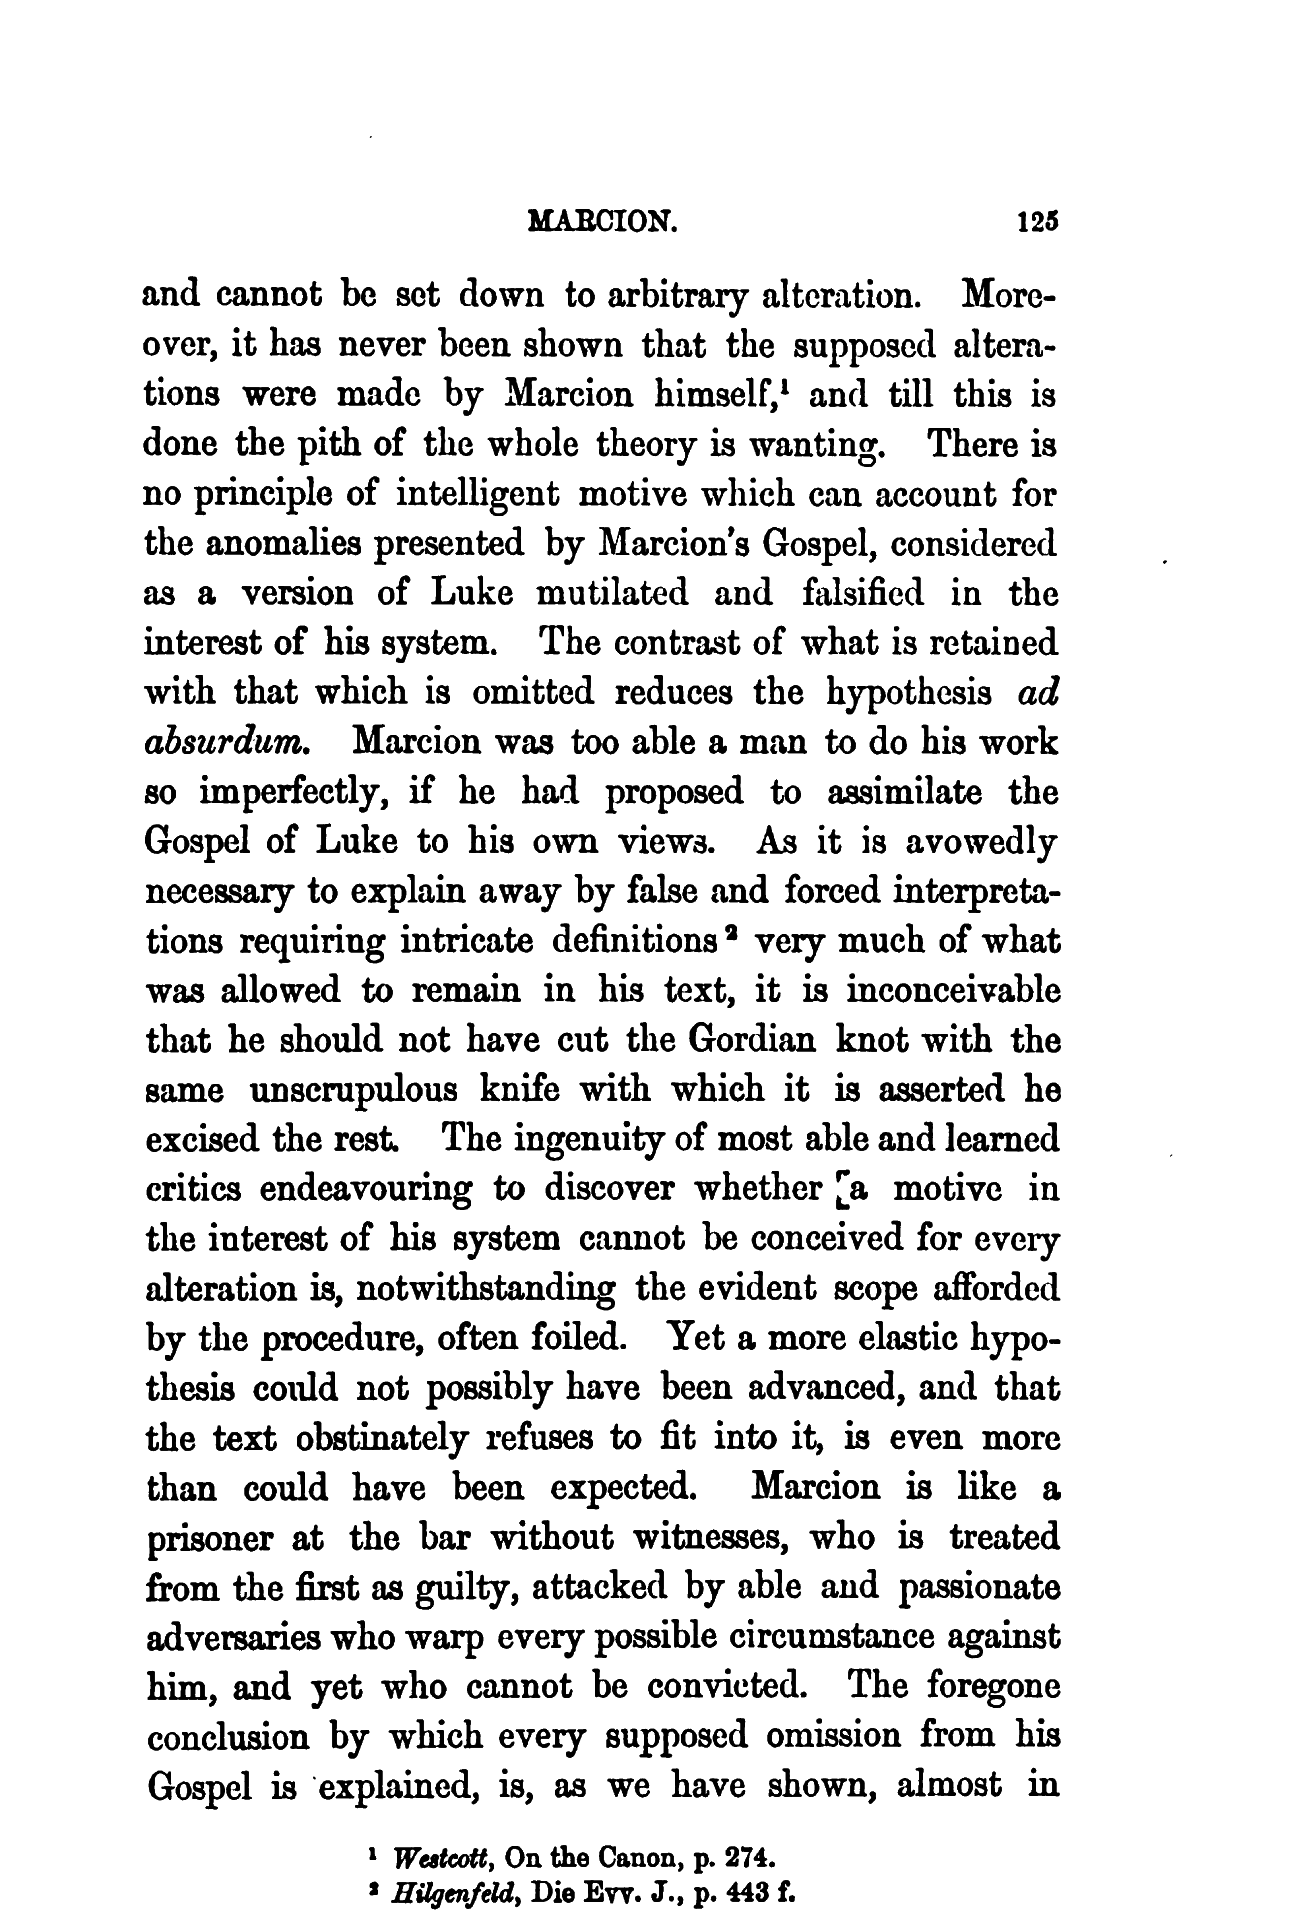 MARCION. 125
and cannot be set down to arbitrary alteration. More-
over, it has never been shown that the supposed altera-
tions were made by Marcion himself,¹ and till this is
done the pith of the whole theory is wanting. There is
no principle of intelligent motive which can account for
the anomalies presented by Marcion's Gospel, considered
as a version of Luke mutilated and falsified in the
interest of his system. The contrast of what is retained
with that which is omitted reduces the hypothesis ad
absurdum. Marcion was too able a man to do his work
so imperfectly, if he had proposed to assimilate the
Gospel of Luke to his own views. As it is avowedly
necessary to explain away by false and forced interpreta-
tions requiring intricate definitions² very much of what
was allowed to remain in his text, it is inconceivable
that he should not have cut the Gordian knot with the
same unscrupulous knife with which it is asserted he
excised the rest. The ingenuity of most able and learned
critics endeavouring to discover whether [a motive in
the interest of his system cannot be conceived for every
alteration is, notwithstanding the evident scope afforded
by the procedure, often foiled. Yet a more elastic hypo-
thesis could not possibly have been advanced, and that
the text obstinately refuses to fit into it, is even more
than could have been expected. Marcion is like a
prisoner at the bar without witnesses, who is treated
from the first as guilty, attacked by able and passionate
adversaries who warp every possible circumstance against
him, and yet who cannot be convicted. The foregone
conclusion by which every supposed omission from his
Gospel is explained, is, as we have shown, almost in
¹ Westcott, On the Canon, p. 274.
² Hilgenfeld, Die Evv. J., p. 443 f.